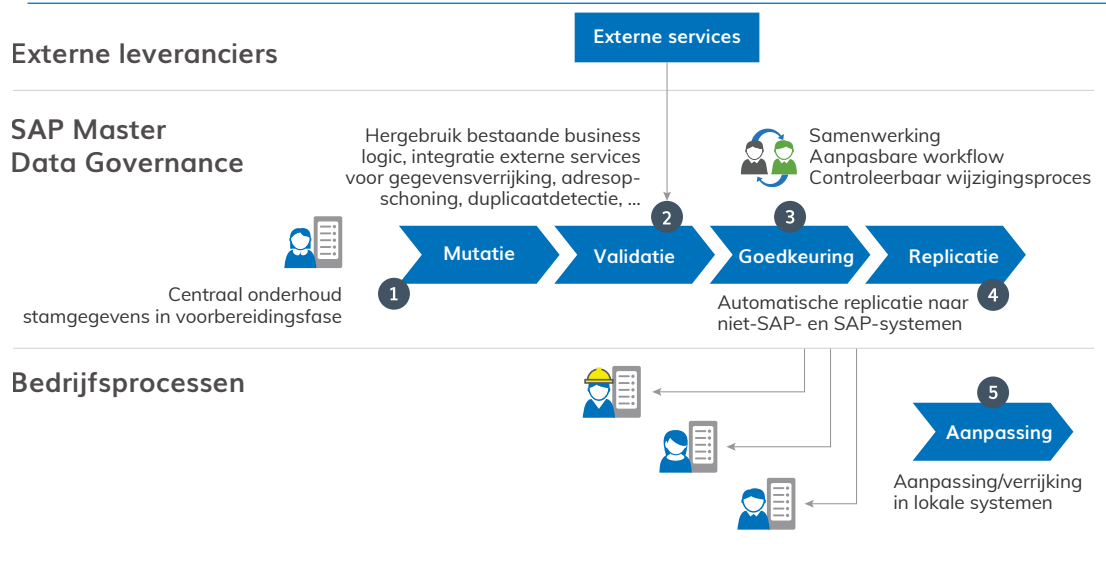 Externe leveranciers
Externe services
SAP Master
Data Governance
Hergebruik bestaande business
logic, integratie externe services
voor gegevensverrijking, adresop-
schoning, duplicaatdetectie, ...
Samenwerking
Aanpasbare workflow
Controleerbaar wijzigingsproces
Centraal onderhoud
stamgegevens in voorbereidingsfase
1
Mutatie
2
Validatie
3
Goedkeuring
Replicatie
4
Automatische replicatie naar
niet-SAP- en SAP-systemen
Bedrijfsprocessen
5
Aanpassing
Aanpassing/verrijking
in lokale systemen